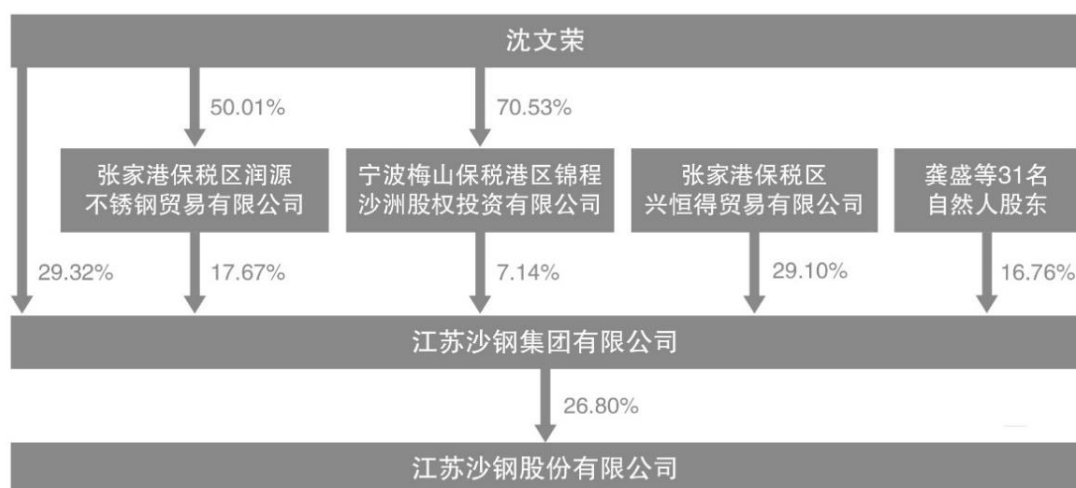 沈文荣
50.01%
70.53%
张家港保税区润源
不锈钢贸易有限公司
宁波梅山保税港区锦程
沙洲股权投资有限公司
张家港保税区
兴恒得贸易有限公司
龚盛等31名
自然人股东
29.32%
17.67%
7.14%
29.10%
16.76%
江苏沙钢集团有限公司
26.80%
江苏沙钢股份有限公司